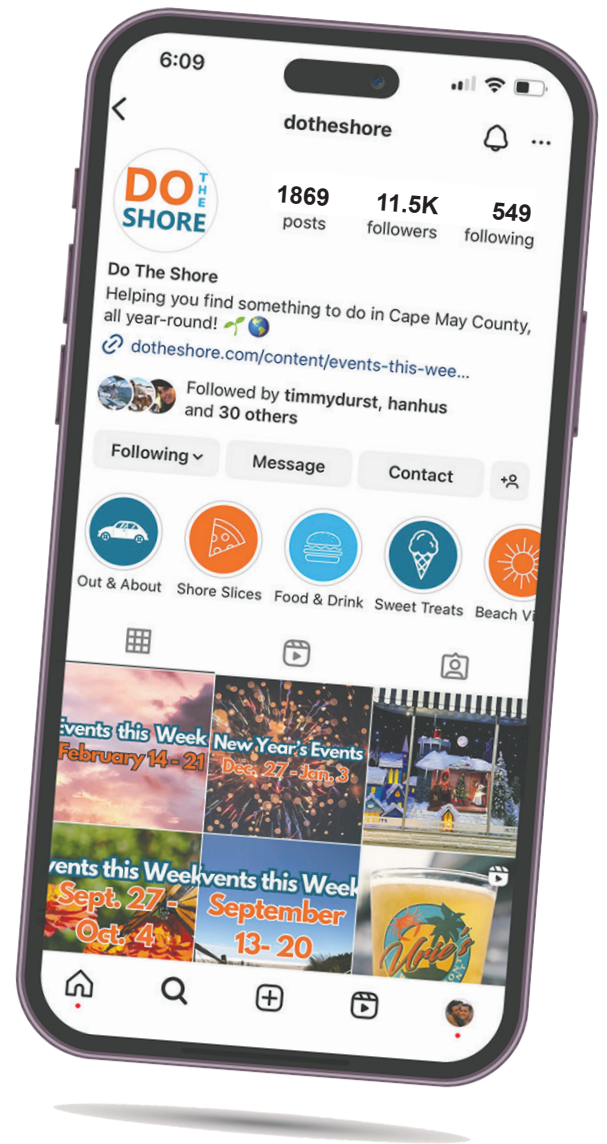 6:09
dotheshore
DO THE
SHORE
1869
posts
11.5K
followers
549
following
Do The Shore
Helping you find something to do in Cape May County,
all year-round! 🌱🌎
dotheshore.com/content/events-this-wee...
Followed by timmydurst, hanhus
and 30 others
Following
Message
Contact
Out & About
Shore Slices
Food & Drink
Sweet Treats
Beach Vi
Events this Week
February 14 - 21
New Year's Events
Dec. 27 - Jan. 3
vents this Week
Sept. 27 -
Oct. 4
vents this Week
September
13- 20
Urie's